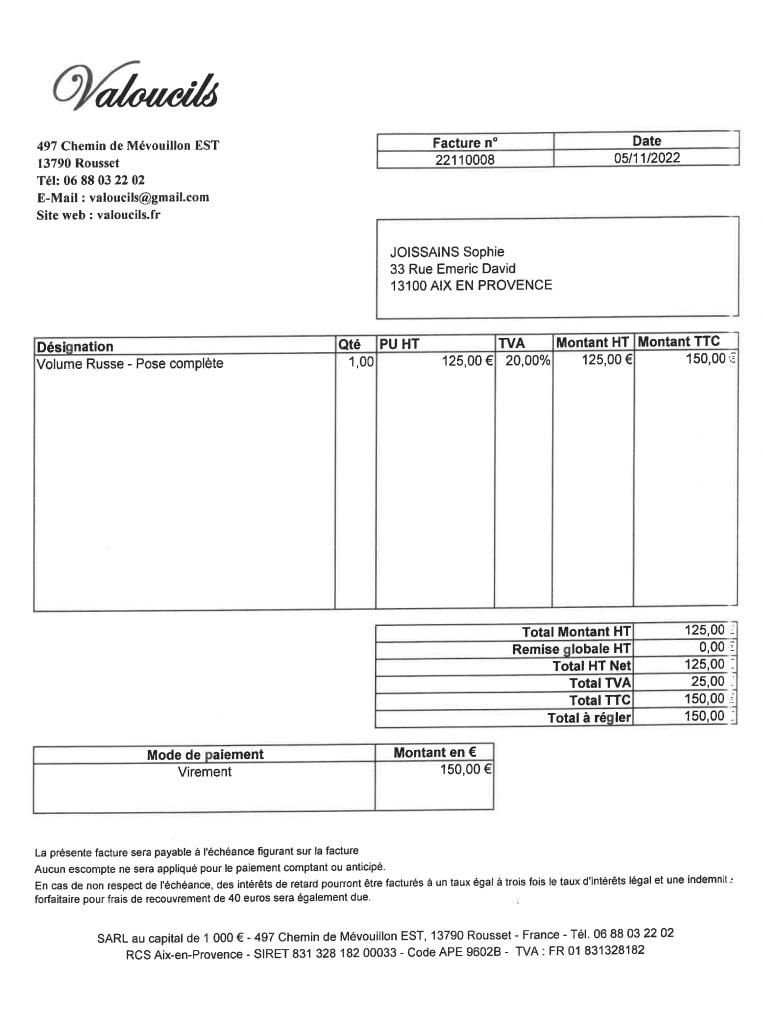 Valoucils
497 Chemin de Mévouillon EST
13790 Rousset
Tél: 06 88 03 22 02
E-Mail : valoucils@gmail.com
Site web : valoucils.fr
Facture n° Date
22110008 05/11/2022
JOISSAINS Sophie
33 Rue Emeric David
13100 AIX EN PROVENCE
Désignation Qté PU HT TVA Montant HT Montant TTC
Volume Russe - Pose complète 1,00 125,00 € 20,00% 125,00 € 150,00 €
Total Montant HT 125,00
Remise globale HT 0,00
Total HT Net 125,00
Total TVA 25,00
Total TTC 150,00
Total à régler 150,00
Mode de paiement Montant en €
Virement 150,00 €
La présente facture sera payable à l'échéance figurant sur la facture
Aucun escompte ne sera appliqué pour le paiement comptant ou anticipé.
En cas de non respect de l'échéance, des intérêts de retard pourront être facturés à un taux égal à trois fois le taux d'intérêts légal et une indemnit
forfaitaire pour frais de recouvrement de 40 euros sera également due.
SARL au capital de 1 000 € - 497 Chemin de Mévouillon EST, 13790 Rousset - France - Tél. 06 88 03 22 02
RCS Aix-en-Provence - SIRET 831 328 182 00033 - Code APE 9602B - TVA : FR 01 831328182